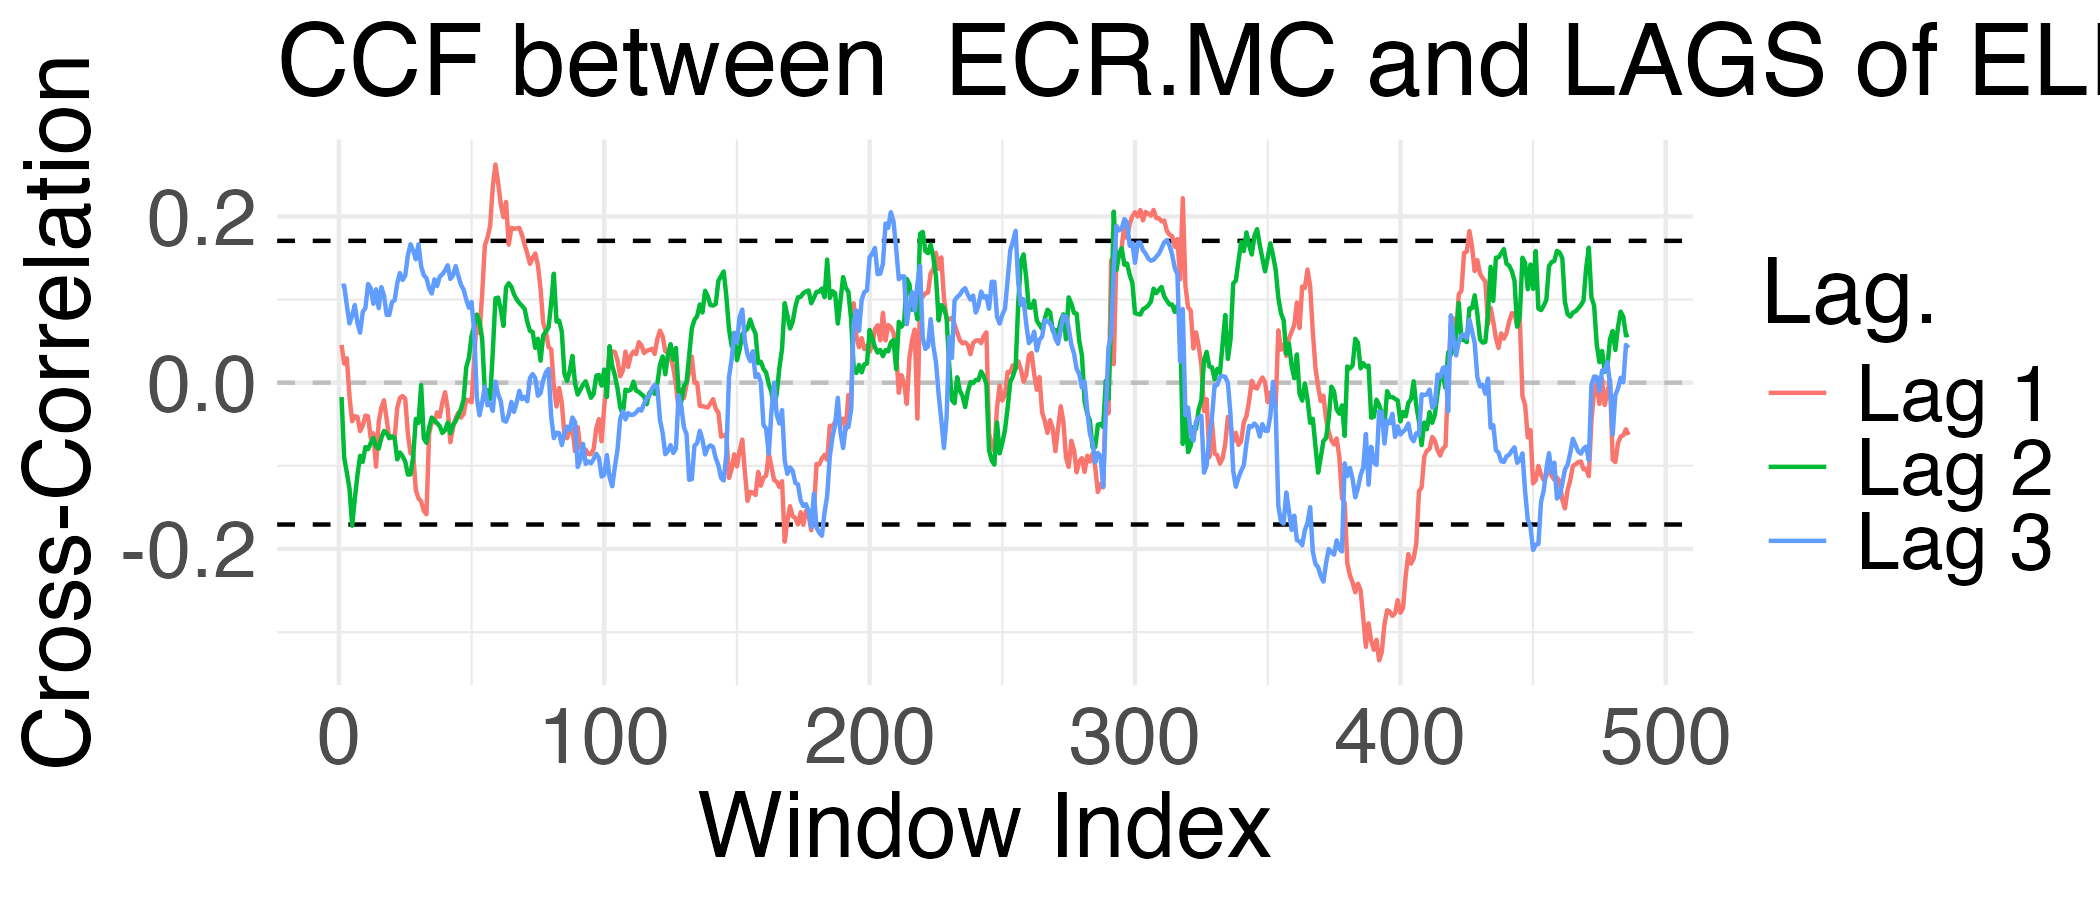 CCF between  ECR.MC and LAGS of EL
Cross-Correlation
0.2
0.0
-0.2
0 100 200 300 400 500
Window Index
Lag.
Lag 1
Lag 2
Lag 3